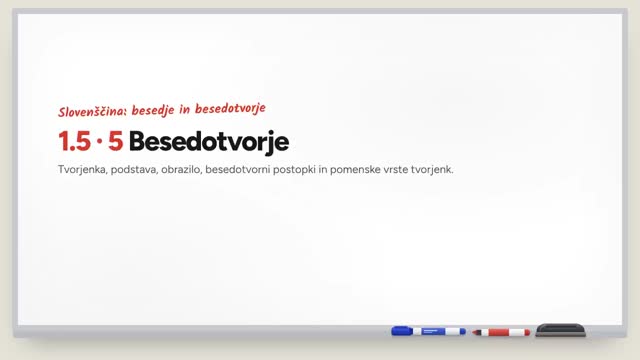 Slovenščina: besedje in besedotvorje
1.5 · 5 Besedotvorje
Tvorjenka, podstava, obrazilo, besedotvorni postopki in pomenske vrste tvorjenk.